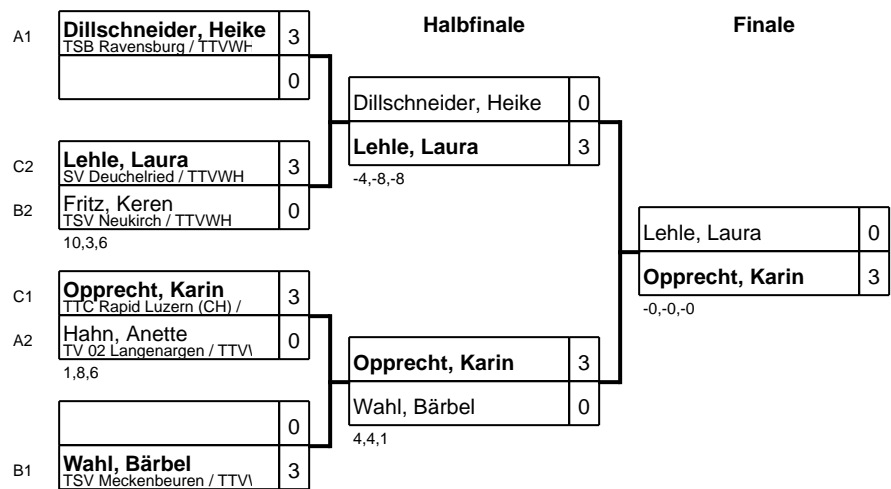 Halbfinale
Finale
A1 Dillschneider, Heike 3
TSB Ravensburg / TTVWH
0
C2 Lehle, Laura 3
SV Deuchelried / TTVWH
B2 Fritz, Keren 0
TSV Neukirch / TTVWH
10,3,6
C1 Opprecht, Karin 3
TTC Rapid Luzern (CH) /
A2 Hahn, Anette 0
TV 02 Langenargen / TTV
1,8,6
0
B1 Wahl, Bärbel 3
TSV Meckenbeuren / TTV
Dillschneider, Heike 0
Lehle, Laura 3
-4,-8,-8
Opprecht, Karin 3
Wahl, Bärbel 0
4,4,1
Lehle, Laura 0
Opprecht, Karin 3
-0,-0,-0